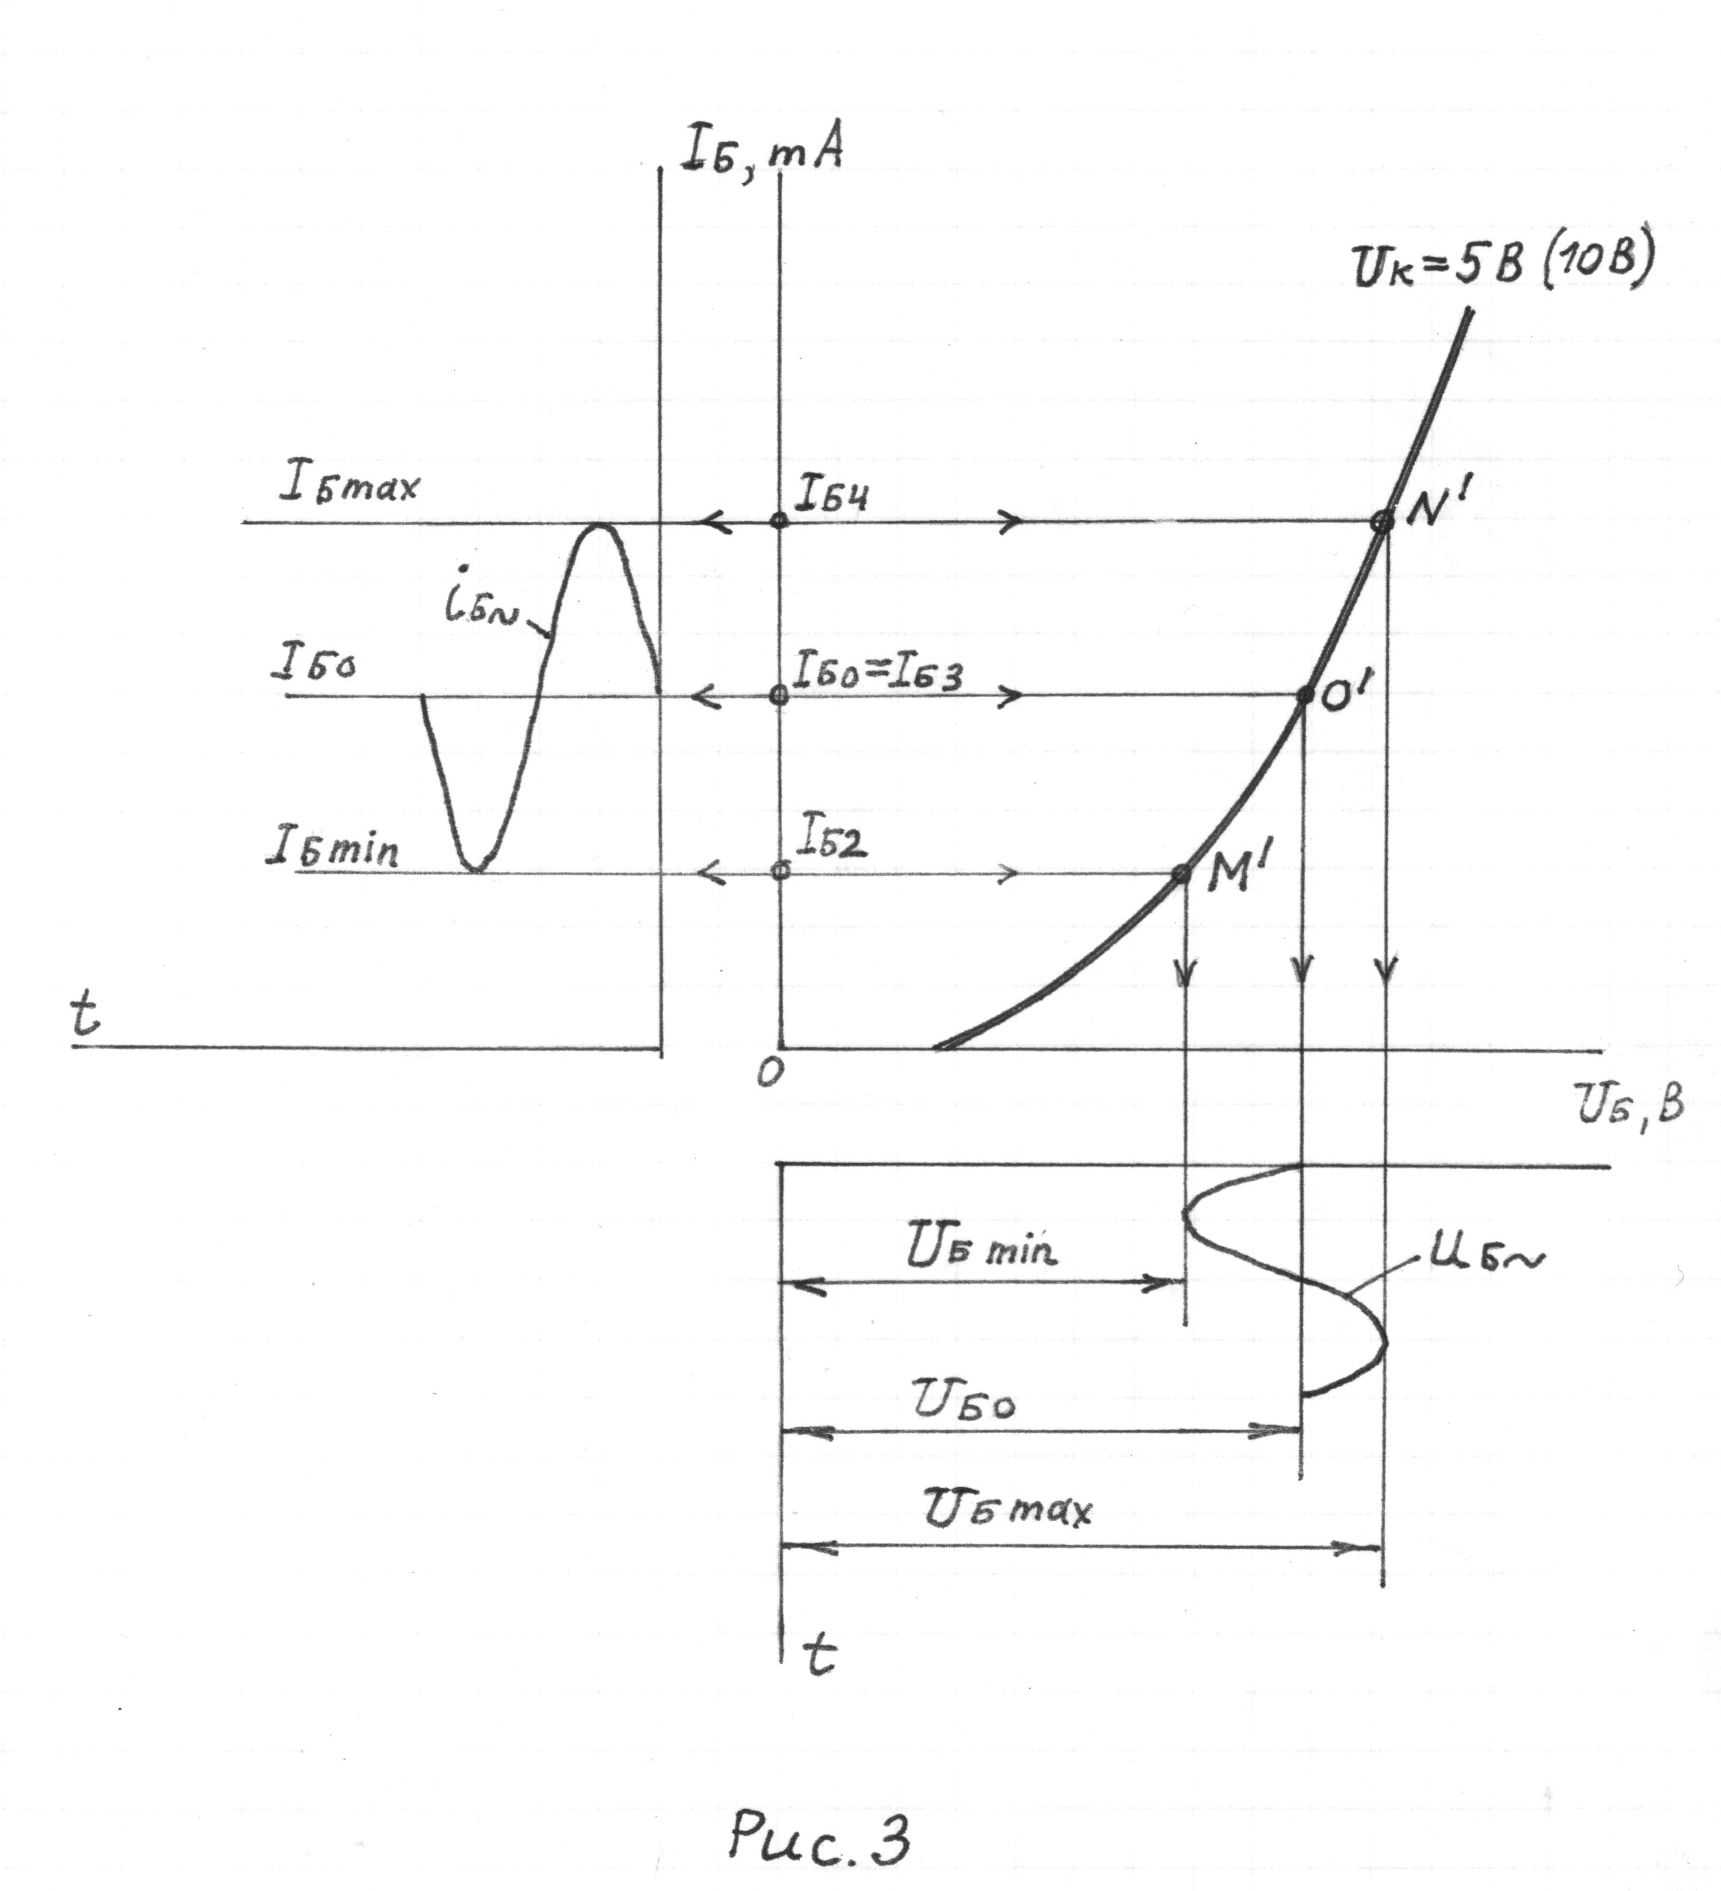 IБ, mA
Uк=5В (10В)
IБmax
IБ4
N'
iБ~
IБ0
IБ0=IБ3
O'
IБ2
IБmin
M'
t
0
UБ, В
UБ min
uБ~
UБ0
UБ max
t
Рис. 3